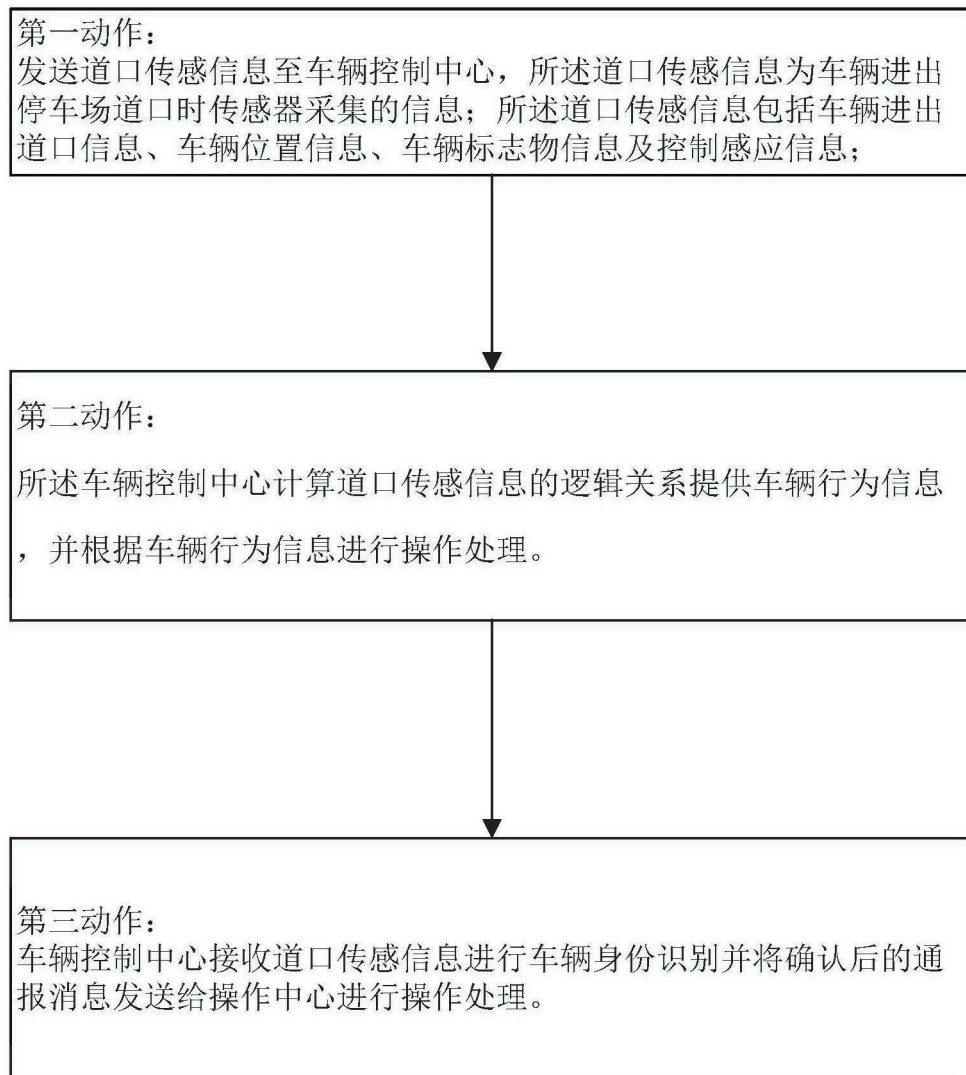 第一动作：
发送道口传感信息至车辆控制中心，所述道口传感信息为车辆进出
停车场道口时传感器采集的信息；所述道口传感信息包括车辆进出
道口信息、车辆位置信息、车辆标志物信息及控制感应信息；
第二动作：
所述车辆控制中心计算道口传感信息的逻辑关系提供车辆行为信息
，并根据车辆行为信息进行操作处理。
第三动作：
车辆控制中心接收道口传感信息进行车辆身份识别并将确认后的通
报消息发送给操作中心进行操作处理。